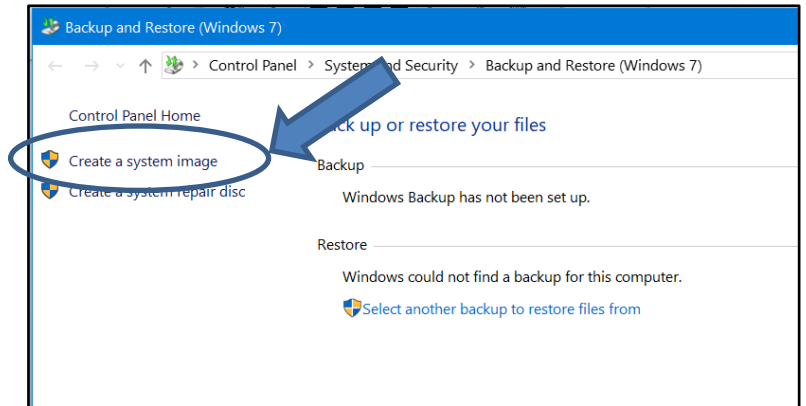 Backup and Restore (Windows 7)
Control Panel > System and Security > Backup and Restore (Windows 7)
Control Panel Home
Create a system image
Create a system repair disc
Back up or restore your files
Backup
Windows Backup has not been set up.
Restore
Windows could not find a backup for this computer.
Select another backup to restore files from